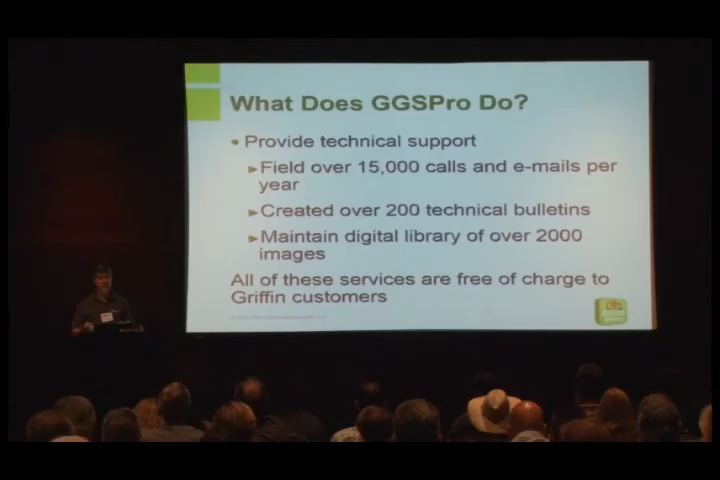 What Does GGSPro Do?
• Provide technical support
►Field over 15,000 calls and e-mails per
year
►Created over 200 technical bulletins
►Maintain digital library of over 2000
images
All of these services are free of charge to
Griffin customers